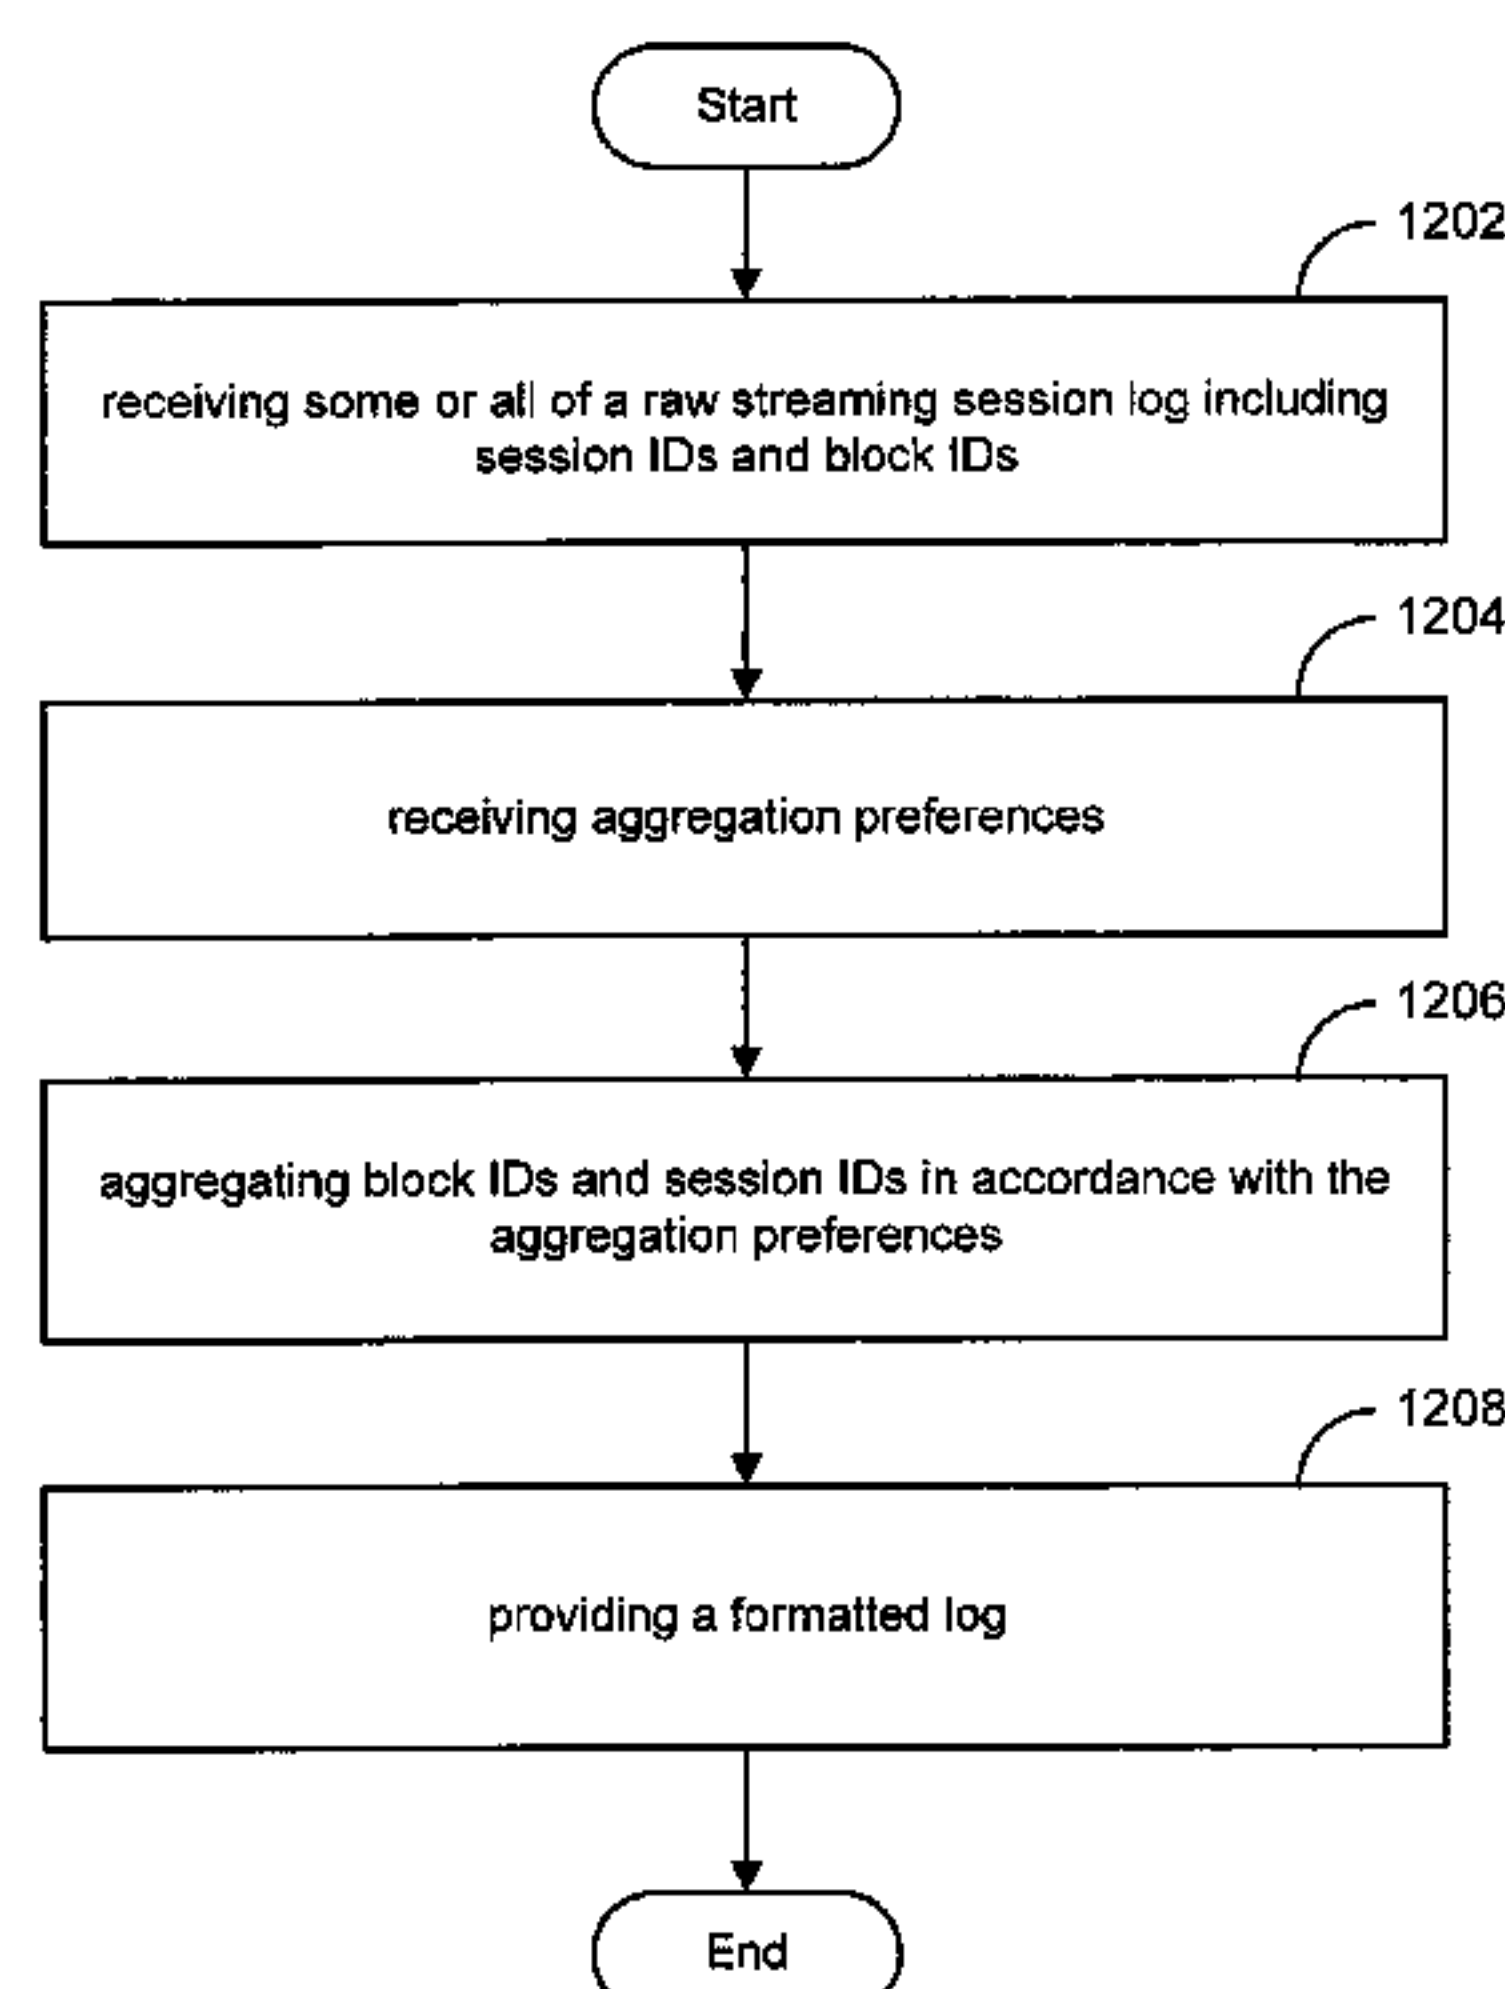 Start
1202
receiving some or all of a raw streaming session log including
session IDs and block IDs
1204
receiving aggregation preferences
1206
aggregating block IDs and session IDs in accordance with the
aggregation preferences
1208
providing a formatted log
End